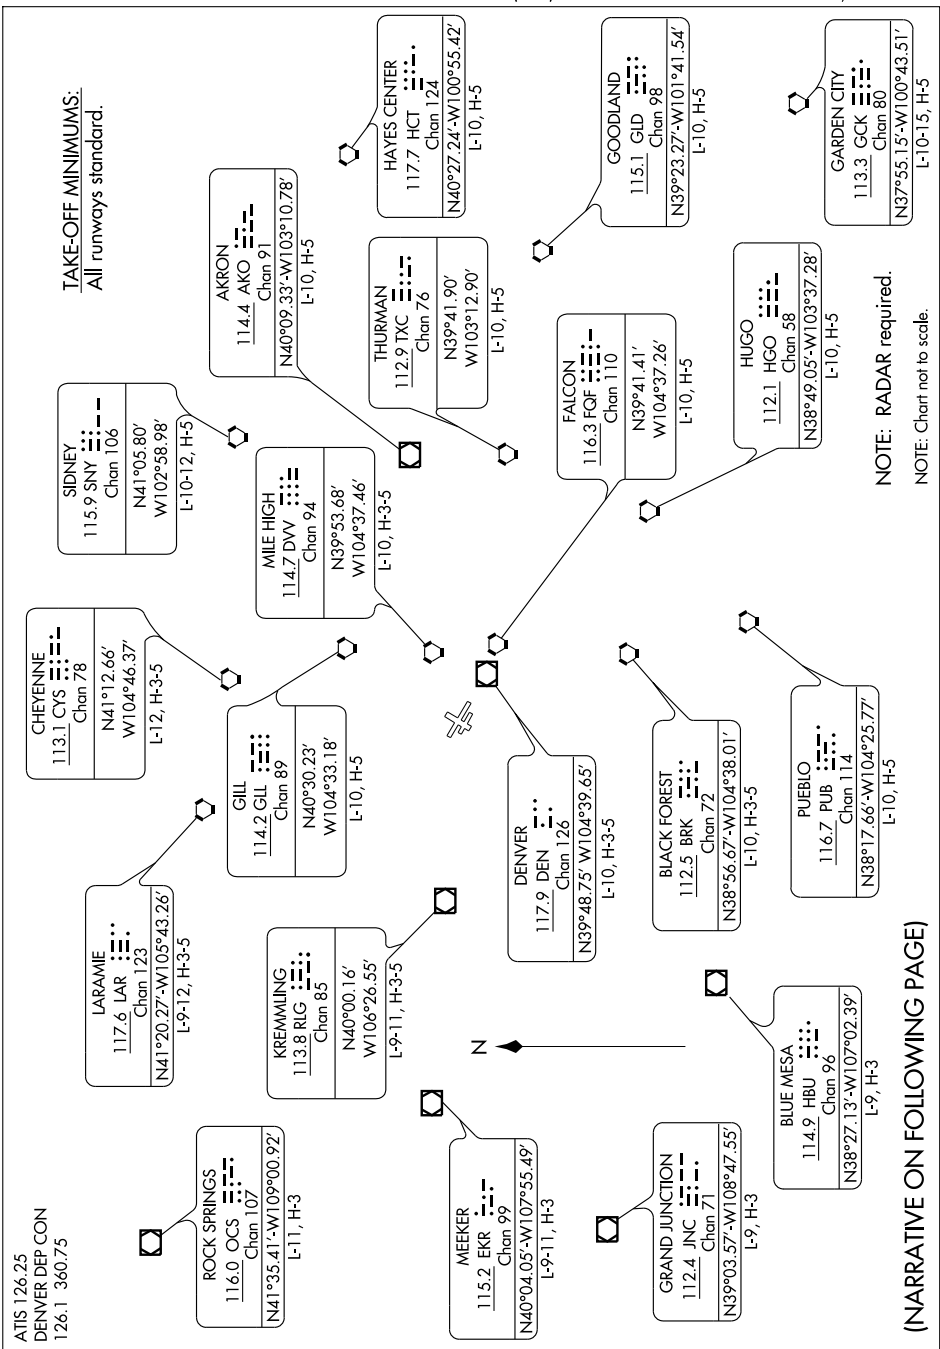 ATIS 126.25
DENVER DEP CON
126.1 360.75
TAKE-OFF MINIMUMS:
All runways standard.
ROCK SPRINGS
116.0 OCS
Chan 107
N41°35.41'-W109°00.92'
L-11, H-3
LARAMIE
117.6 LAR
Chan 123
N41°20.27'-W105°43.26'
L-9-12, H-3-5
CHEYENNE
113.1 CYS
Chan 78
N41°12.66'
W104°46.37'
L-12, H-3-5
SIDNEY
115.9 SNY
Chan 106
N41°05.80'
W102°58.98'
L-10-12, H-5
AKRON
114.4 AKO
Chan 91
N40°09.33'-W103°10.78'
L-10, H-5
HAYES CENTER
117.7 HCT
Chan 124
N40°27.24'-W100°55.42'
L-10, H-5
GILL
114.2 GLL
Chan 89
N40°30.23'
W104°33.18'
L-10, H-5
MILE HIGH
114.7 DVV
Chan 94
N39°53.68'
W104°37.46'
L-10, H-3-5
KREMMLING
113.8 RLG
Chan 85
N40°00.16'
W106°26.55'
L-9-11, H-3-5
THURMAN
112.9 TXC
Chan 76
N39°41.90'
W103°12.90'
L-10, H-5
MEEKER
115.2 EKR
Chan 99
N40°04.05'-W107°55.49'
L-9-11, H-3
N
DENVER
117.9 DEN
Chan 126
N39°48.75' W104°39.65'
L-10, H-3-5
FALCON
116.3 FQF
Chan 110
N39°41.41'
W104°37.26'
L-10, H-5
GOODLAND
115.1 GLD
Chan 98
N39°23.27'-W101°41.54'
L-10, H-5
GRAND JUNCTION
112.4 JNC
Chan 71
N39°03.57'-W108°47.55'
L-9, H-3
BLACK FOREST
112.5 BRK
Chan 72
N38°56.67'-W104°38.01'
L-10, H-3-5
HUGO
112.1 HGO
Chan 58
N38°49.05'-W103°37.28'
L-10, H-5
BLUE MESA
114.9 HBU
Chan 96
N38°27.13'-W107°02.39'
L-9, H-3
PUEBLO
116.7 PUB
Chan 114
N38°17.66'-W104°25.77'
L-10, H-5
GARDEN CITY
113.3 GCK
Chan 80
N37°55.15'-W100°43.51'
L-10-15, H-5
NOTE: RADAR required.
NOTE: Chart not to scale.
(NARRATIVE ON FOLLOWING PAGE)